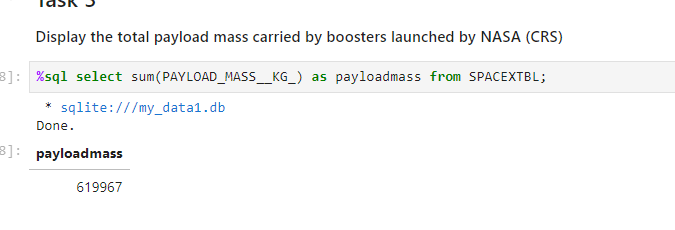 Task 3
Display the total payload mass carried by boosters launched by NASA (CRS)
8]: %sql select sum(PAYLOAD_MASS__KG_) as payloadmass from SPACEXTBL;
* sqlite:///my_data1.db
Done.
8]: payloadmass
619967